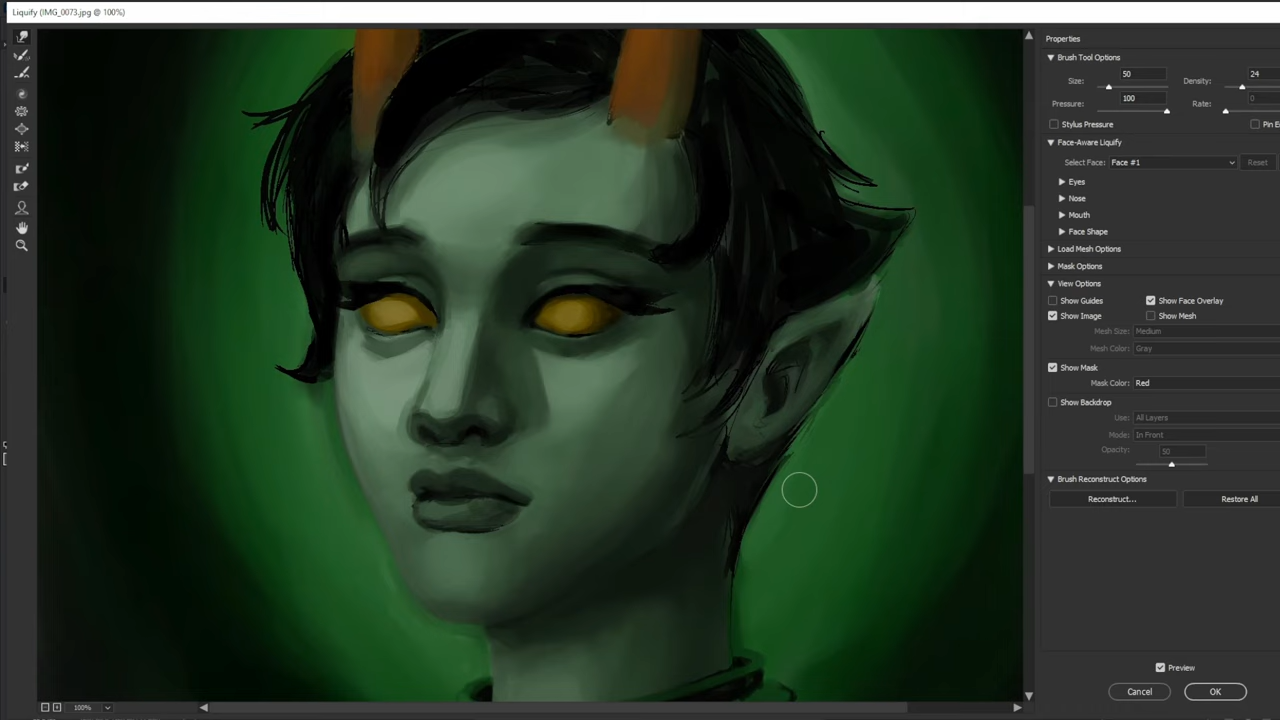 Liquify (IMG_0073.jpg @ 100%)
Properties
Brush Tool Options
Size: 50 Density: 24
Pressure: 100 Rate: 0
Stylus Pressure Pin E
Face-Aware Liquify
Select Face: Face #1 Reset
Eyes
Nose
Mouth
Face Shape
Load Mesh Options
Mask Options
View Options
Show Guides Show Face Overlay
Show Image Show Mesh
Mesh Size: Medium
Mesh Color: Gray
Show Mask
Mask Color: Red
Show Backdrop
Use: All Layers
Mode: In Front
Opacity: 50
Brush Reconstruct Options
Reconstruct... Restore All
Preview
Cancel OK
100%